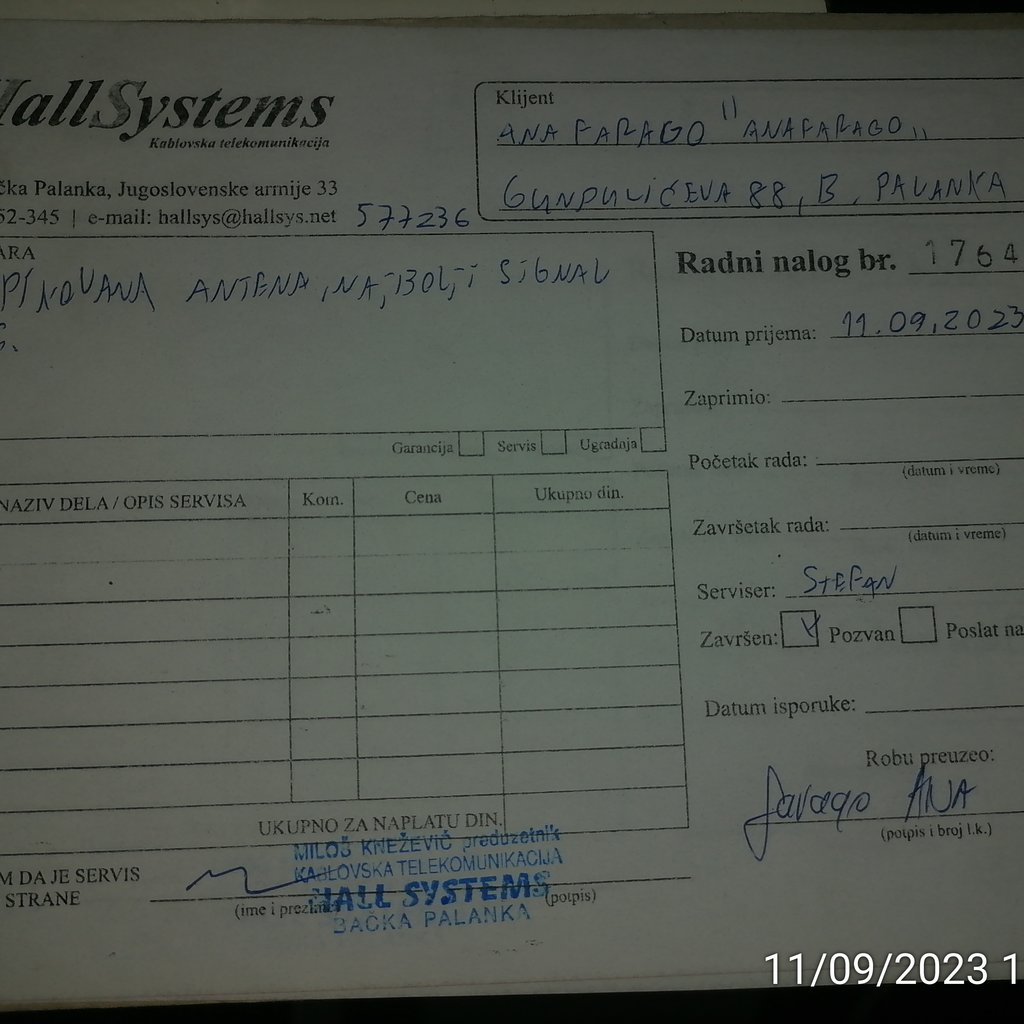 HallSystems
Kablovska telekomunikacija
čka Palanka, Jugoslovenske armije 33
52-345 | e-mail: hallsys@hallsys.net 577236
Klijent
ANA FARAGO "ANAFARAGO"
GUNDULIĆEVA 88, B. PALANKA
ARA
ANTENA, NAJBOLJI SIGNAL
Garancija Servis Ugradnja
Radni nalog br. 1764
Datum prijema: 11.09.2023
Zaprimio:
Početak rada:
(datum i vreme)
Završetak rada:
(datum i vreme)
Serviser: STEFAN
Završen: Pozvan Poslat na
Datum isporuke:
Robu preuzeo:
Farago ANA
(potpis i broj l.k.)
NAZIV DELA / OPIS SERVISA Kom. Cena Ukupno din.
UKUPNO ZA NAPLATU DIN.
MILOŠ KNEŽEVIĆ preduzetnik
KABLOVSKA TELEKOMUNIKACIJA
HALL SYSTEMS
BAČKA PALANKA
M DA JE SERVIS
STRANE
(ime i prezime) (potpis)
11/09/2023 1